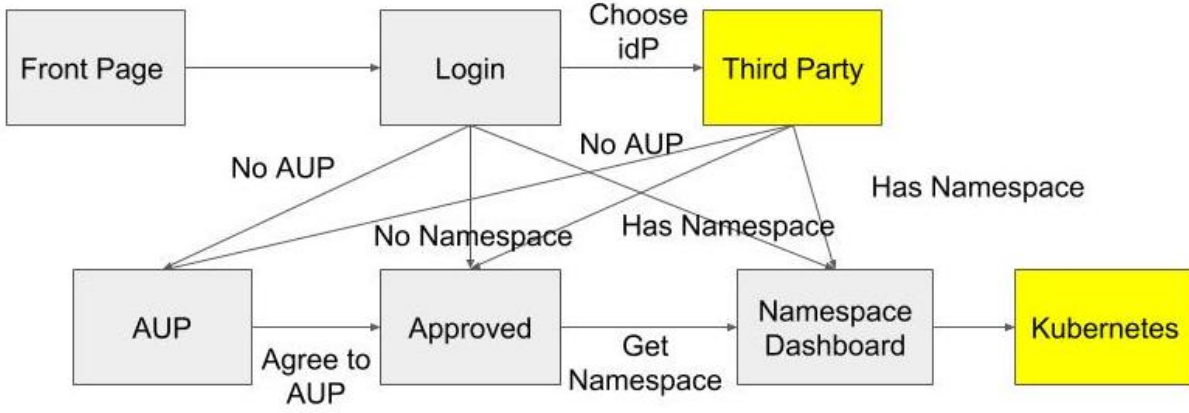 Front Page
Login
Choose
idP
Third Party
No AUP
No AUP
Has Namespace
No Namespace
Has Namespace
AUP
Agree to
AUP
Approved
Get
Namespace
Namespace
Dashboard
Kubernetes